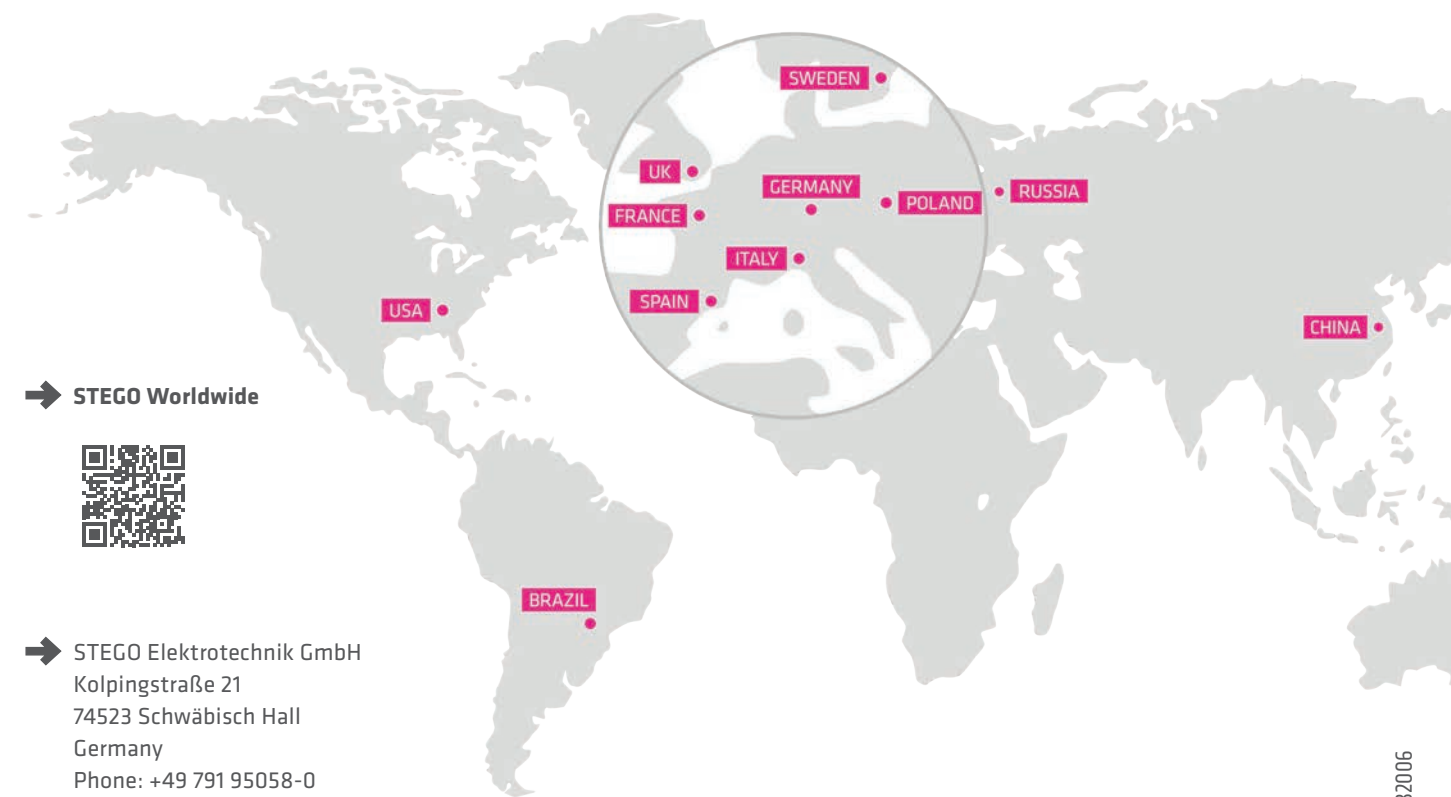 SWEDEN
UK
GERMANY
FRANCE
POLAND
RUSSIA
ITALY
SPAIN
USA
CHINA
STEGO Worldwide
BRAZIL
STEGO Elektrotechnik GmbH
Kolpingstraße 21
74523 Schwäbisch Hall
Germany
Phone: +49 791 95058-0